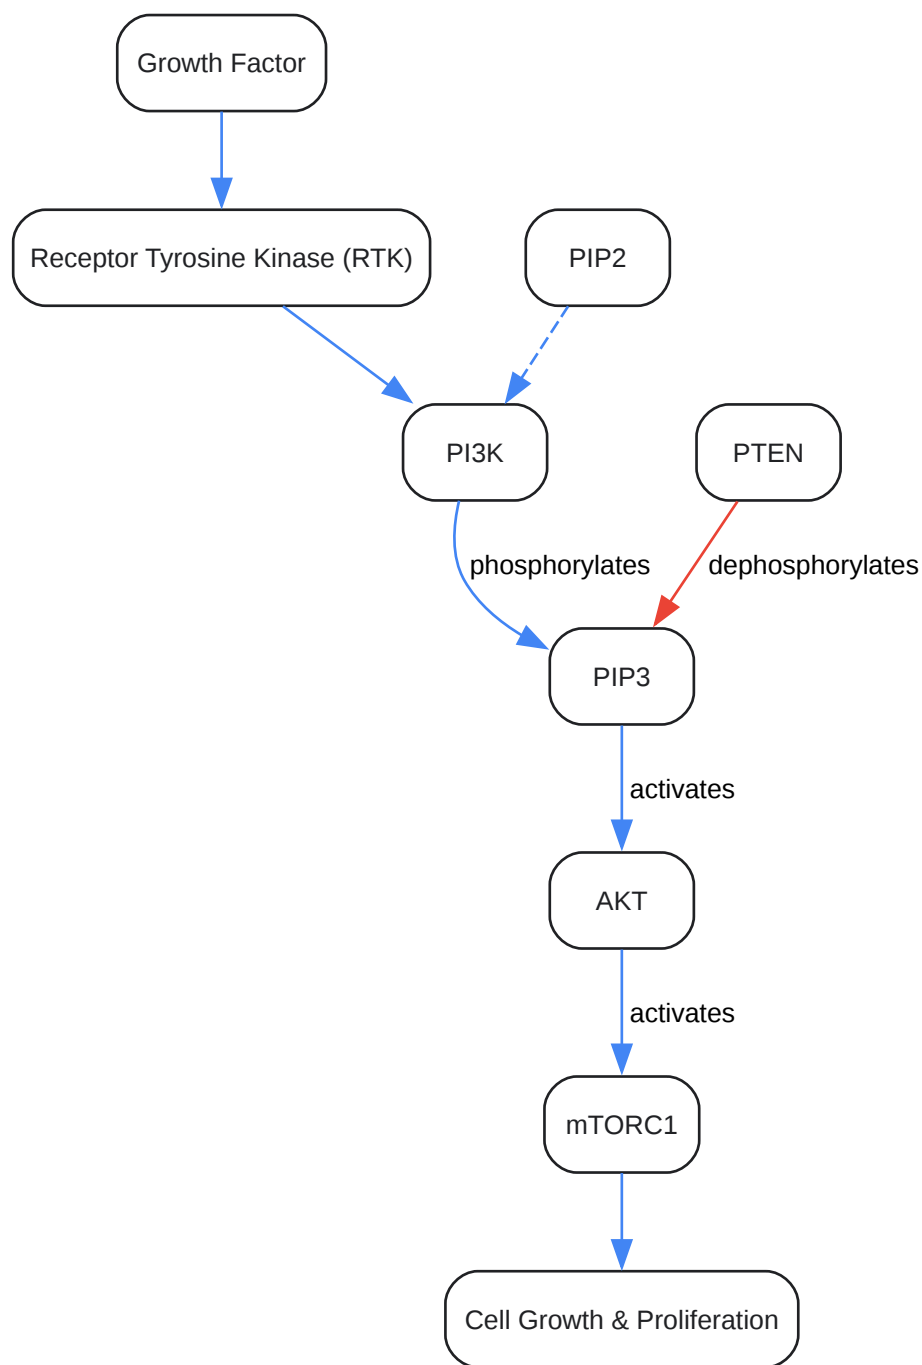 Growth Factor
Receptor Tyrosine Kinase (RTK)
PIP2
PI3K
PTEN
phosphorylates
dephosphorylates
PIP3
activates
AKT
activates
mTORC1
Cell Growth & Proliferation